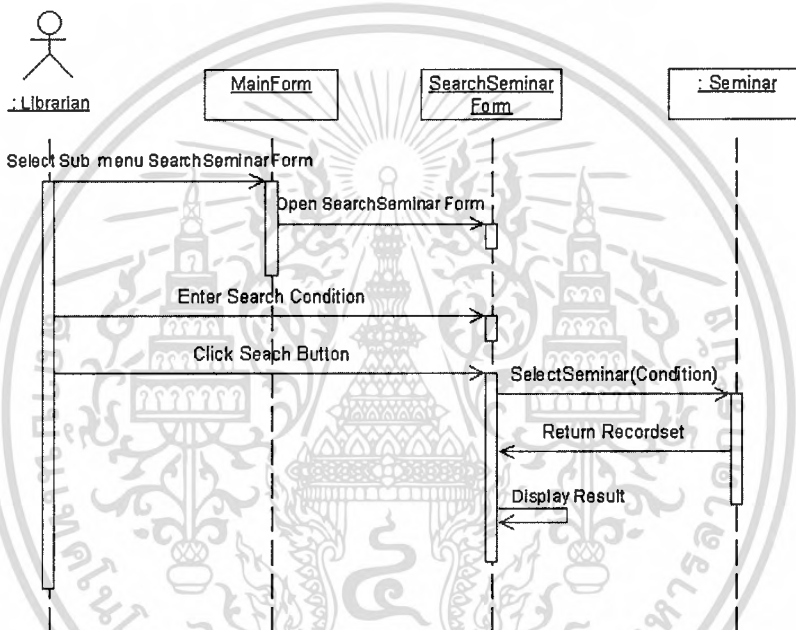 : Librarian
MainForm
SearchSeminar
Form
: Seminar
Select Sub menu SearchSeminarForm
Open SearchSeminar Form
Enter Search Condition
Click Seach Button
SelectSeminar(Condition)
Return Recordset
Display Result